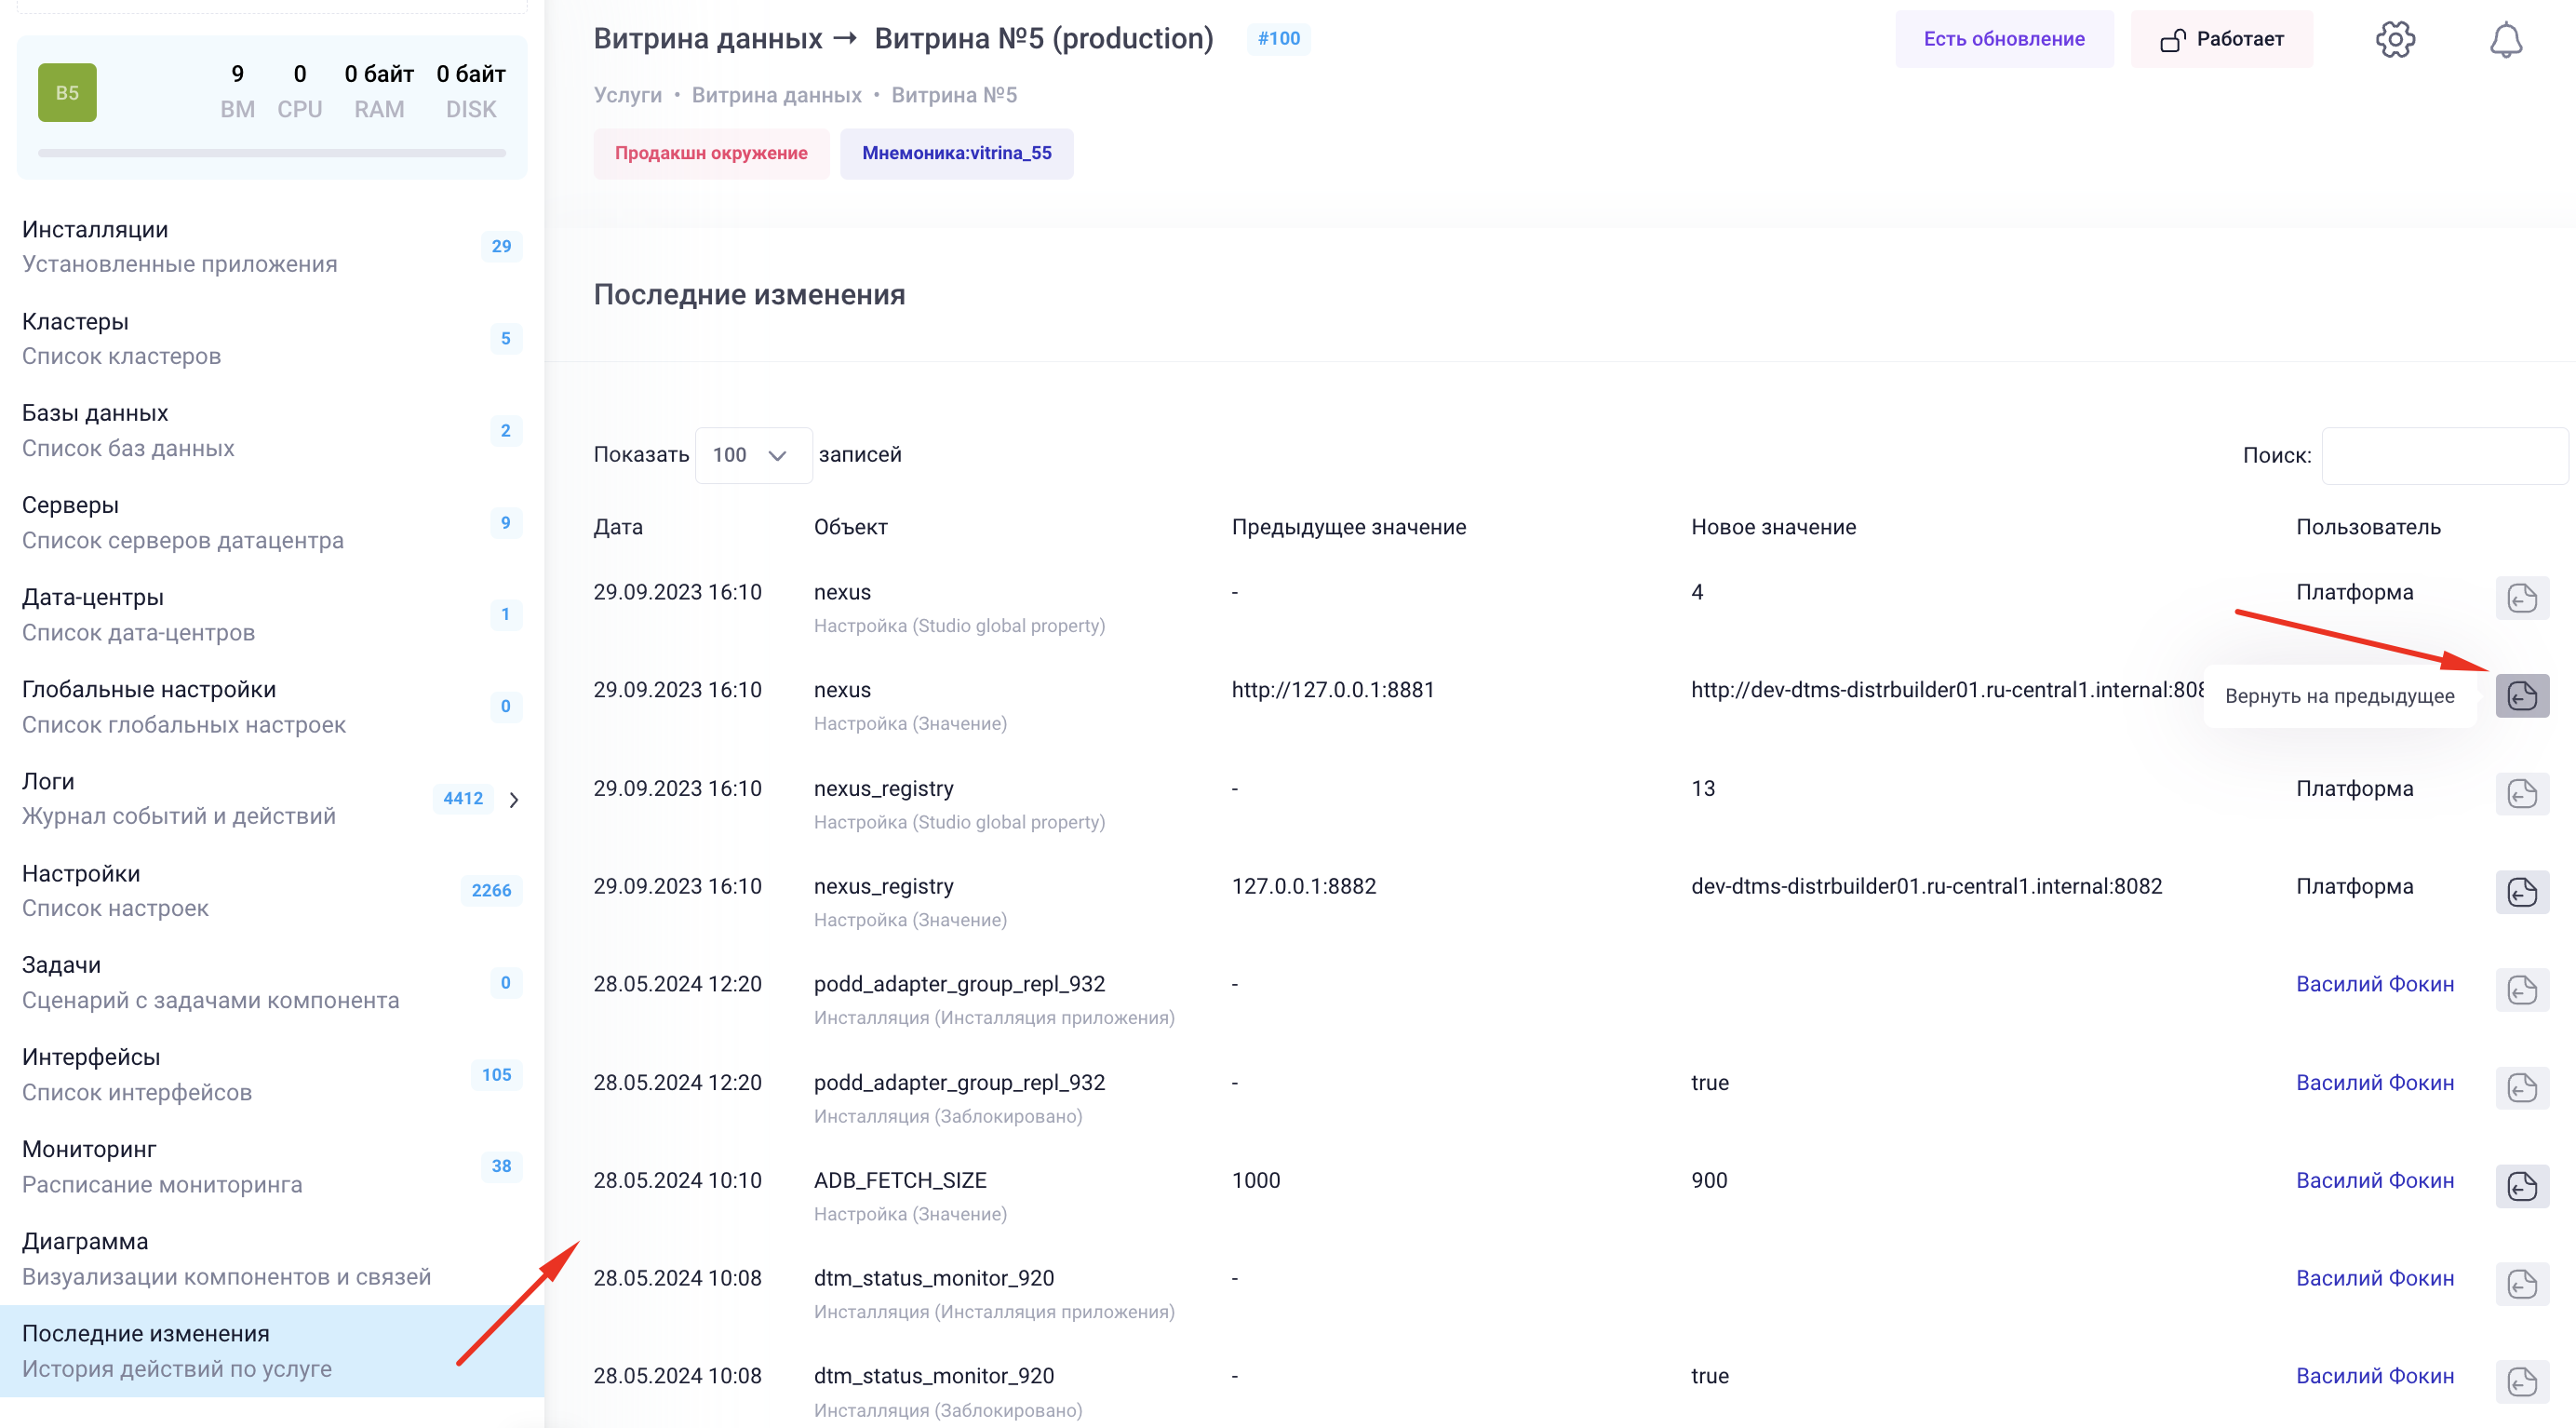 B5
9 0 0 байт 0 байт
ВМ CPU RAM DISK
Инсталляции
Установленные приложения
29
Кластеры
Список кластеров
5
Базы данных
Список баз данных
2
Серверы
Список серверов датацентра
9
Дата-центры
Список дата-центров
1
Глобальные настройки
Список глобальных настроек
0
Логи
Журнал событий и действий
4412
Настройки
Список настроек
2266
Задачи
Сценарий с задачами компонента
0
Интерфейсы
Список интерфейсов
105
Мониторинг
Расписание мониторинга
38
Диаграмма
Визуализации компонентов и связей
Последние изменения
История действий по услуге
Витрина данных → Витрина №5 (production) #100
Есть обновление
Работает
Услуги • Витрина данных • Витрина №5
Продакшн окружение
Мнемоника:vitrina_55
Последние изменения
Показать 100 записей
Поиск:
Дата Объект Предыдущее значение Новое значение Пользователь
29.09.2023 16:10 nexus - 4 Платформа
Настройка (Studio global property)
29.09.2023 16:10 nexus http://127.0.0.1:8881 http://dev-dtms-distrbuilder01.ru-central1.internal:808 Вернуть на предыдущее
Настройка (Значение)
29.09.2023 16:10 nexus_registry - 13 Платформа
Настройка (Studio global property)
29.09.2023 16:10 nexus_registry 127.0.0.1:8882 dev-dtms-distrbuilder01.ru-central1.internal:8082 Платформа
Настройка (Значение)
28.05.2024 12:20 podd_adapter_group_repl_932 - Василий Фокин
Инсталляция (Инсталляция приложения)
28.05.2024 12:20 podd_adapter_group_repl_932 - true Василий Фокин
Инсталляция (Заблокировано)
28.05.2024 10:10 ADB_FETCH_SIZE 1000 900 Василий Фокин
Настройка (Значение)
28.05.2024 10:08 dtm_status_monitor_920 - Василий Фокин
Инсталляция (Инсталляция приложения)
28.05.2024 10:08 dtm_status_monitor_920 - true Василий Фокин
Инсталляция (Заблокировано)